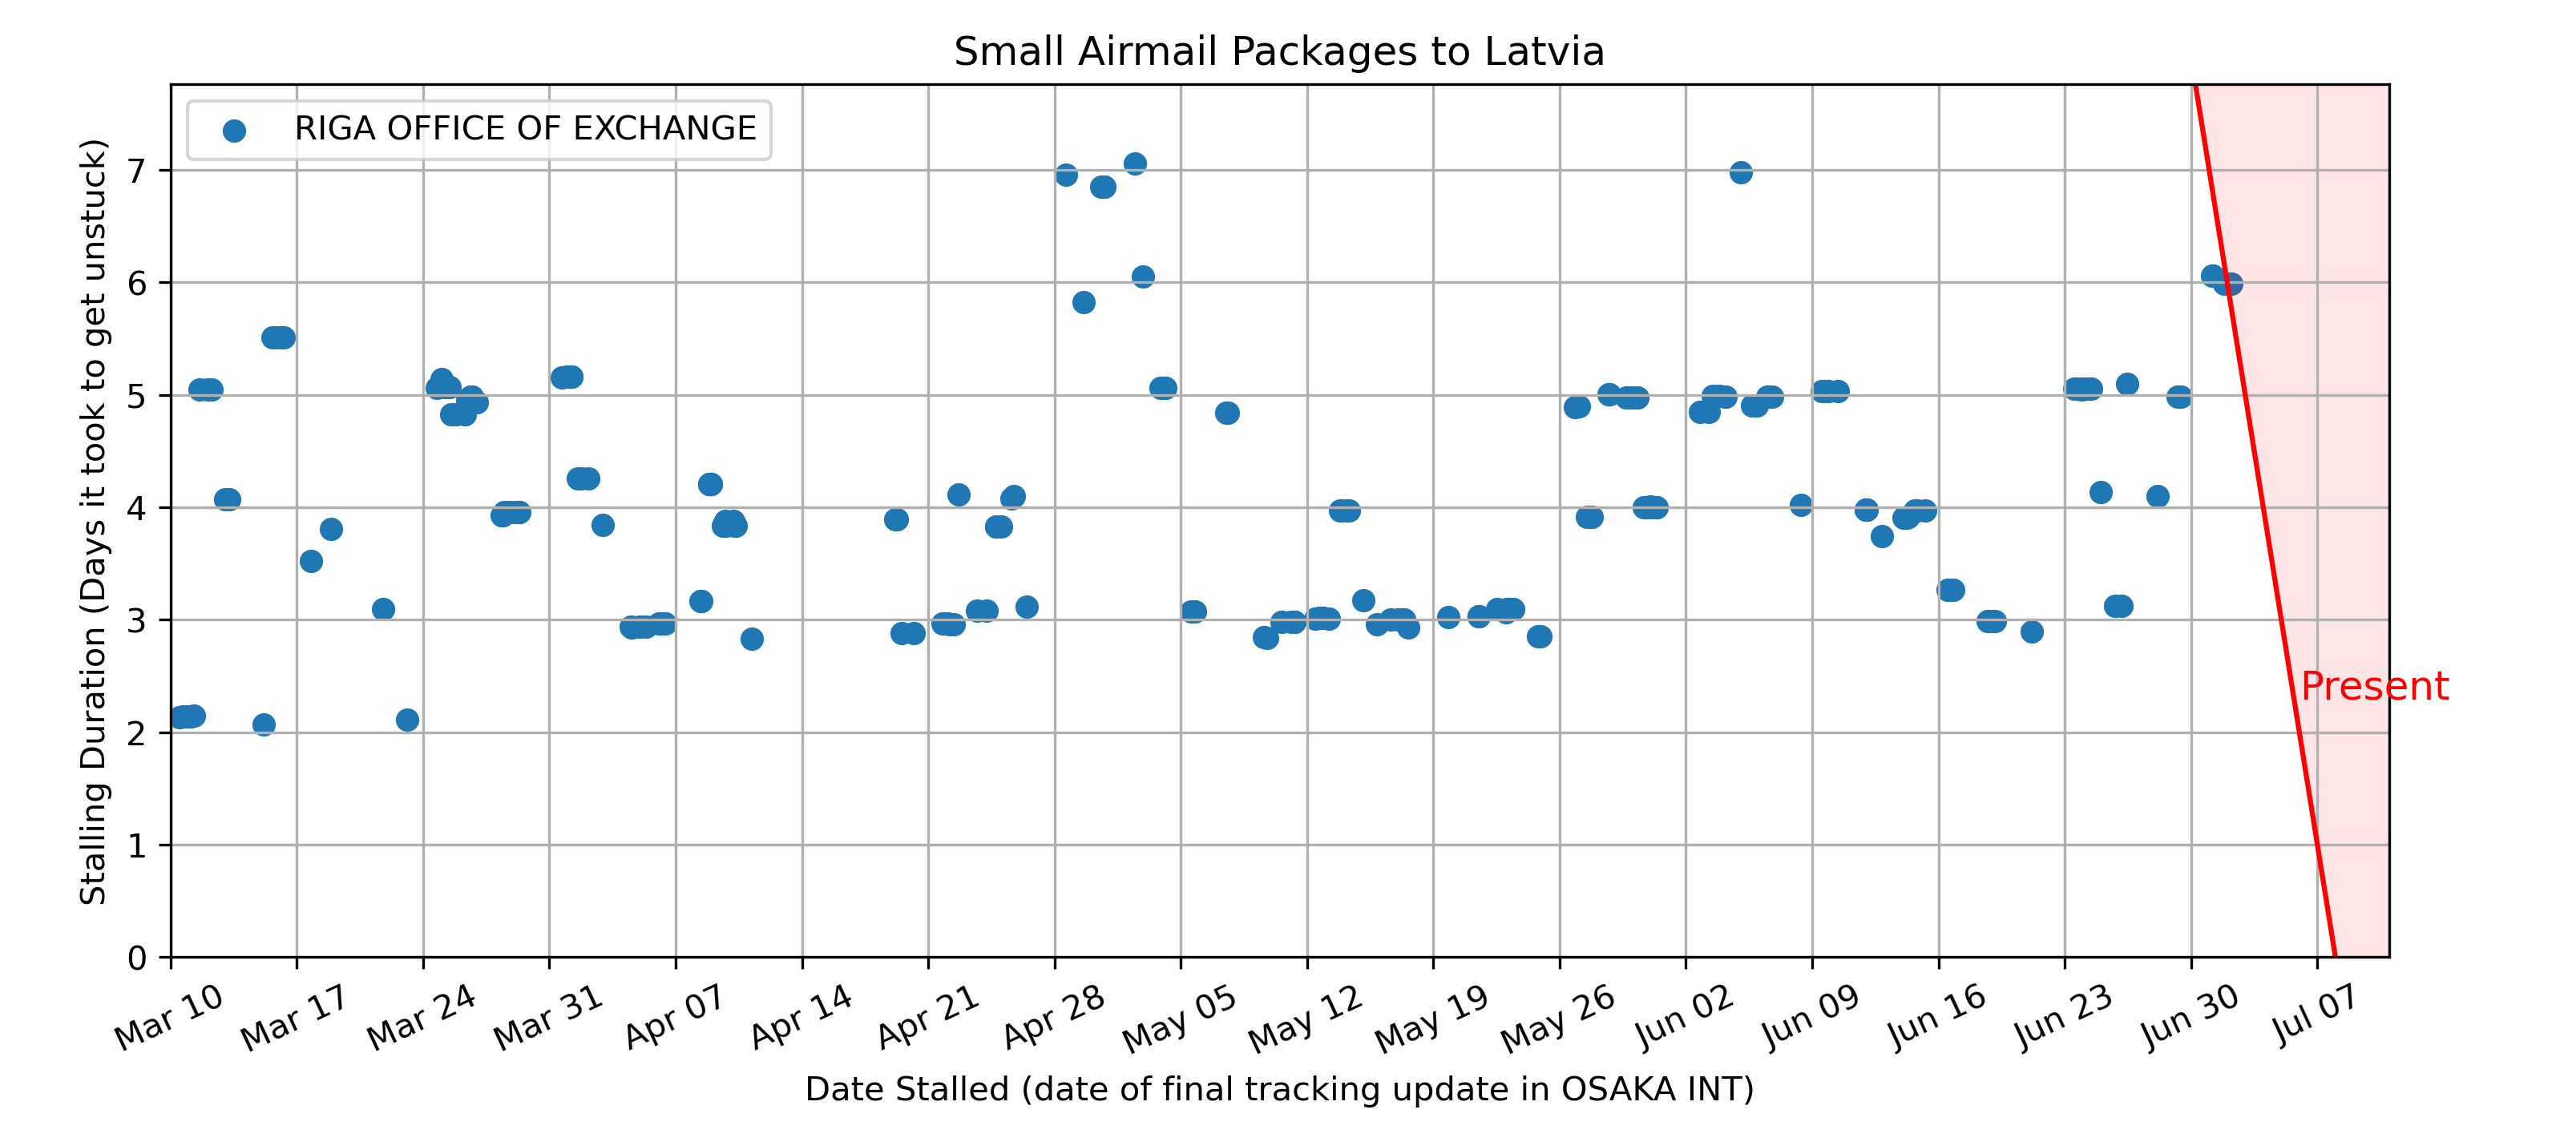 Small Airmail Packages to Latvia
RIGA OFFICE OF EXCHANGE
Stalling Duration (Days it took to get unstuck)
7
6
5
4
3
2
1
0
Present
Mar 10
Mar 17
Mar 24
Mar 31
Apr 07
Apr 14
Apr 21
Apr 28
May 05
May 12
May 19
May 26
Jun 02
Jun 09
Jun 16
Jun 23
Jun 30
Jul 07
Date Stalled (date of final tracking update in OSAKA INT)